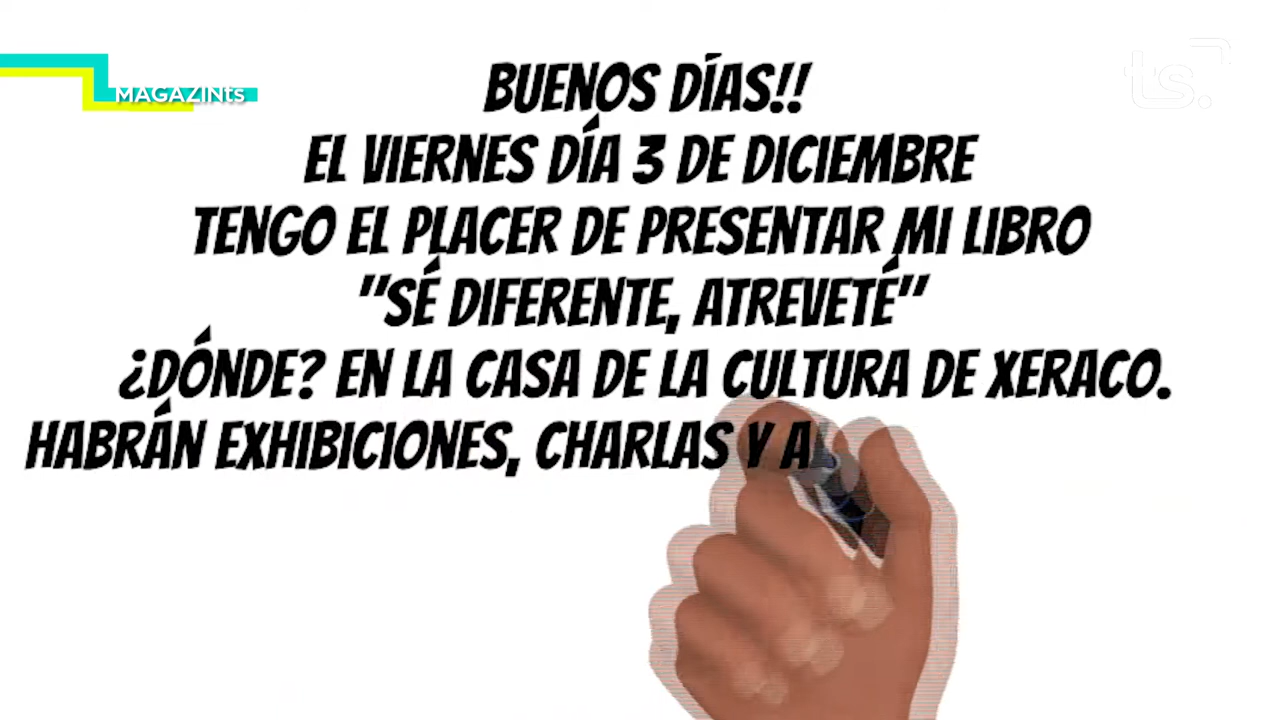 MAGAZINts
ts.
BUENOS DÍAS!!
EL VIERNES DÍA 3 DE DICIEMBRE
TENGO EL PLACER DE PRESENTAR MI LIBRO
"SÉ DIFERENTE, ATREVETÉ"
¿DÓNDE? EN LA CASA DE LA CULTURA DE XERACO.
HABRÁN EXHIBICIONES, CHARLAS Y A